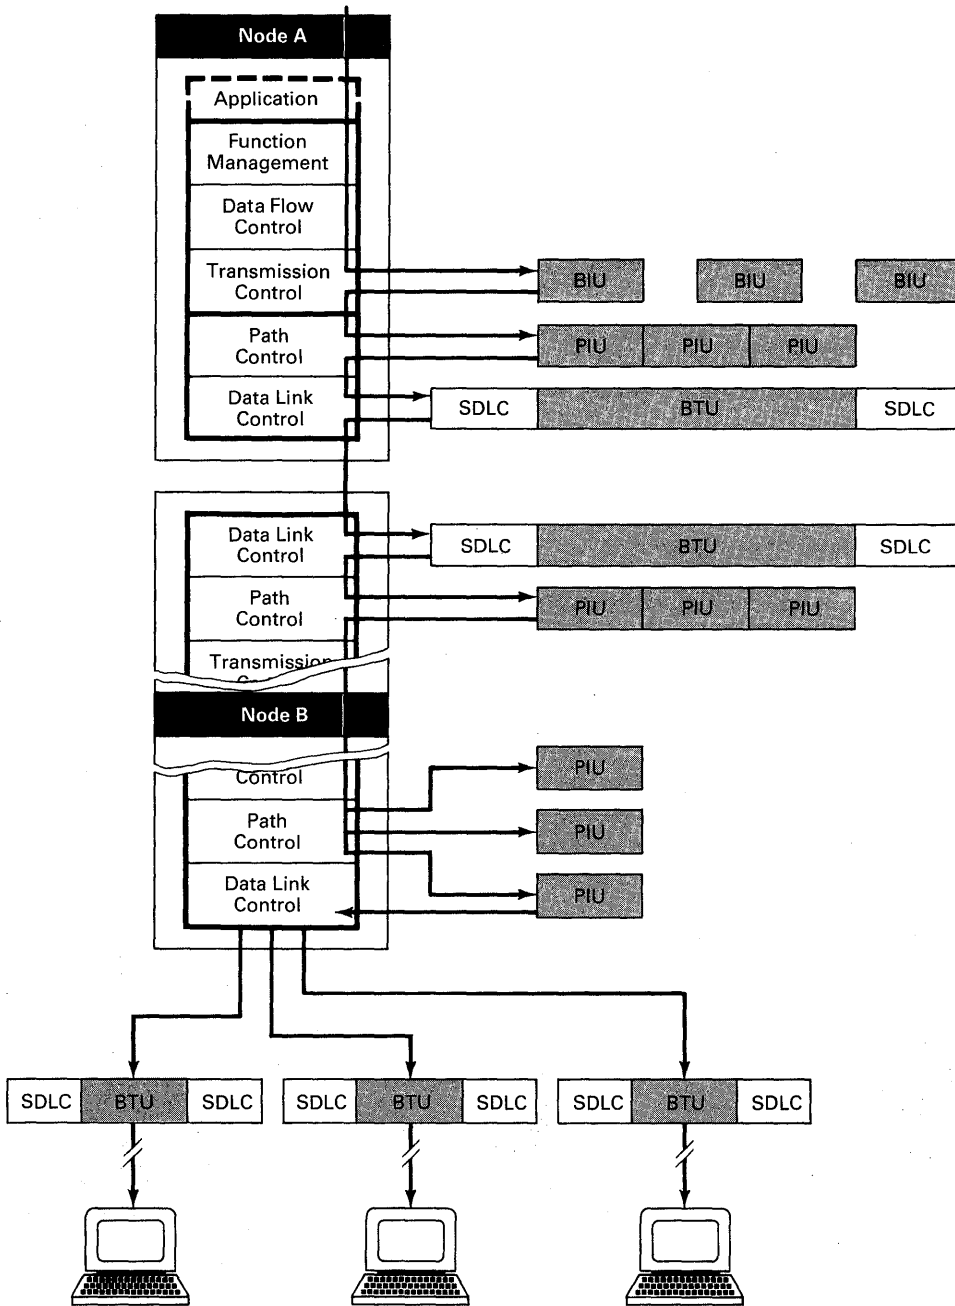 Node A
Application
Function
Management
Data Flow
Control
Transmission
Control
BIU BIU BIU
Path
Control
PIU PIU PIU
Data Link
Control
SDLC BTU SDLC
Data Link
Control
SDLC BTU SDLC
Path
Control
PIU PIU PIU
Transmission
Node B
Control
PIU
Path
Control
PIU
Data Link
Control
PIU
SDLC BTU SDLC SDLC BTU SDLC SDLC BTU SDLC